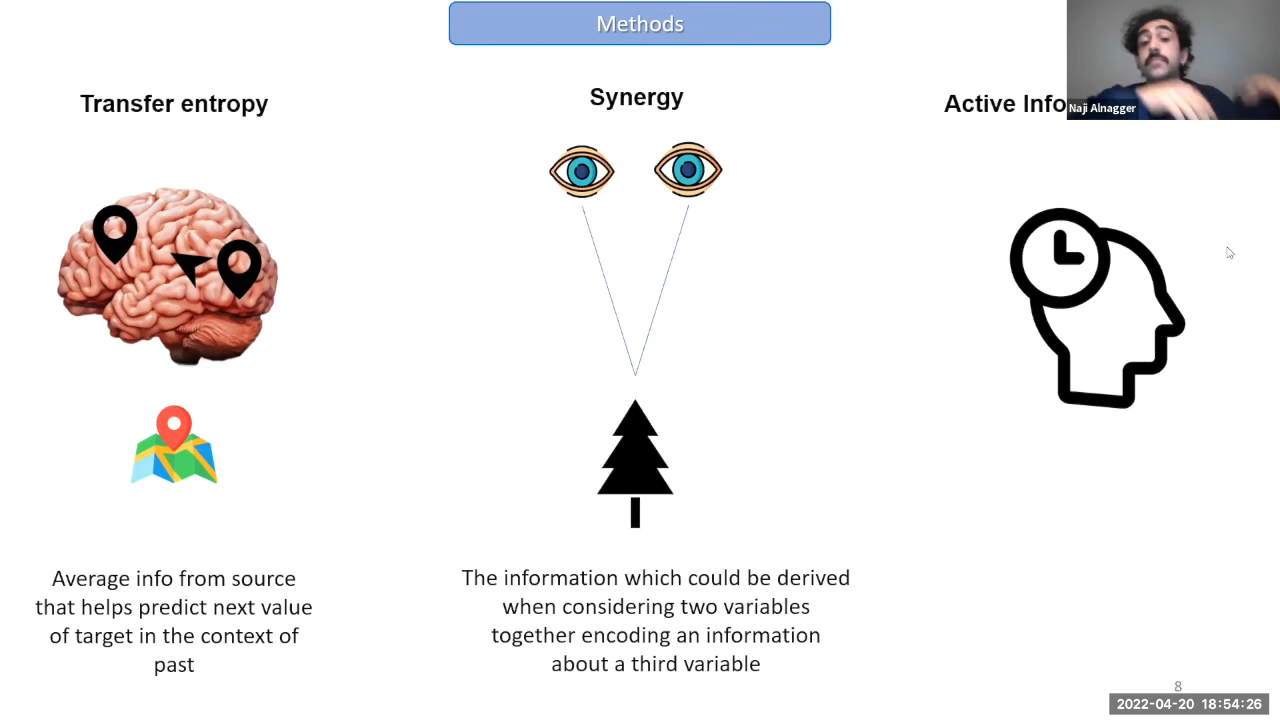 Methods
Transfer entropy
Synergy
Active Info
Naji Alnagger
Average info from source
that helps predict next value
of target in the context of
past
The information which could be derived
when considering two variables
together encoding an information
about a third variable
8
2022-04-20 18:54:26